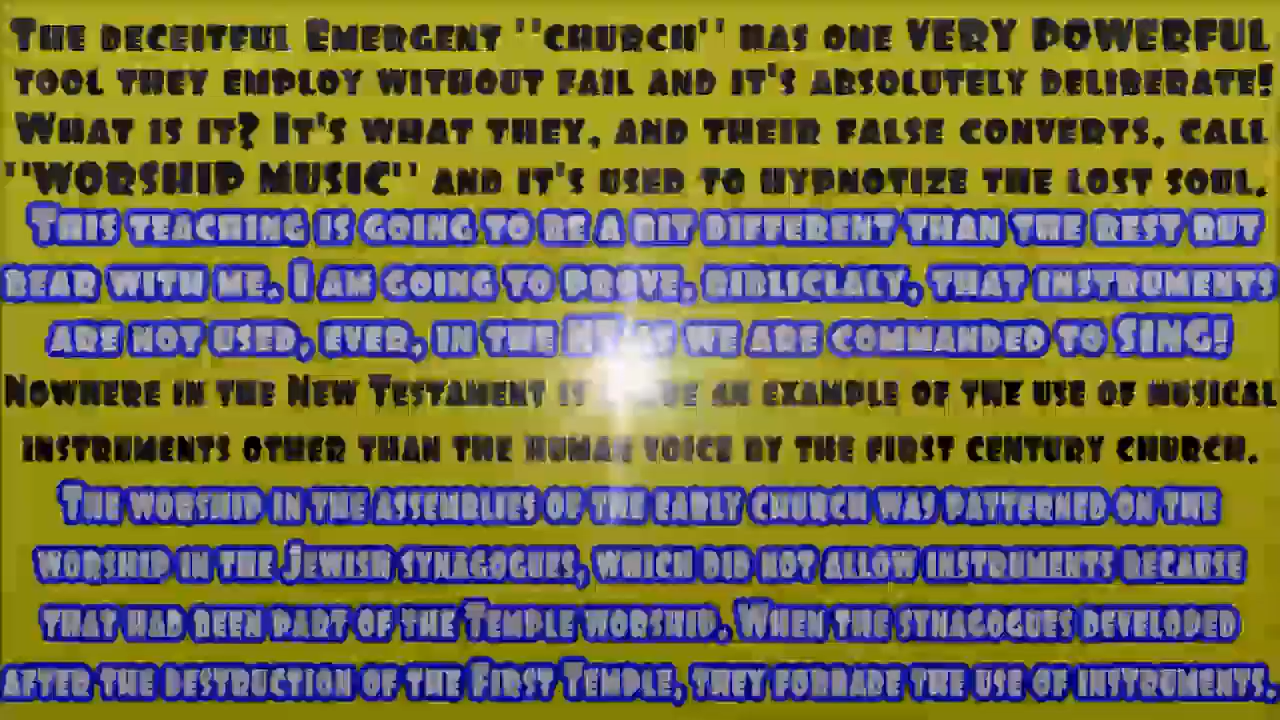 The deceitful Emergent ''church'' has one VERY POWERFUL
tool they employ without fail and it's absolutely deliberate!
What is it? It's what they, and their false converts, call
''WORSHIP MUSIC'' and it's used to hypnotize the lost soul.
This teaching is going to be a bit different than the rest but
bear with me. I am going to prove, bibliclaly, that instruments
are not used, ever, in the NT as we are commanded to SING!
Nowhere in the New Testament is an example of the use of musical
instruments other than the human voice by the first century church.
The worship in the assemblies of the early church was patterned on the
worship in the Jewish synagogues, which did not allow instruments because
that had been part of the Temple worship. When the synagogues developed
after the destruction of the First Temple, they forbade the use of instruments.